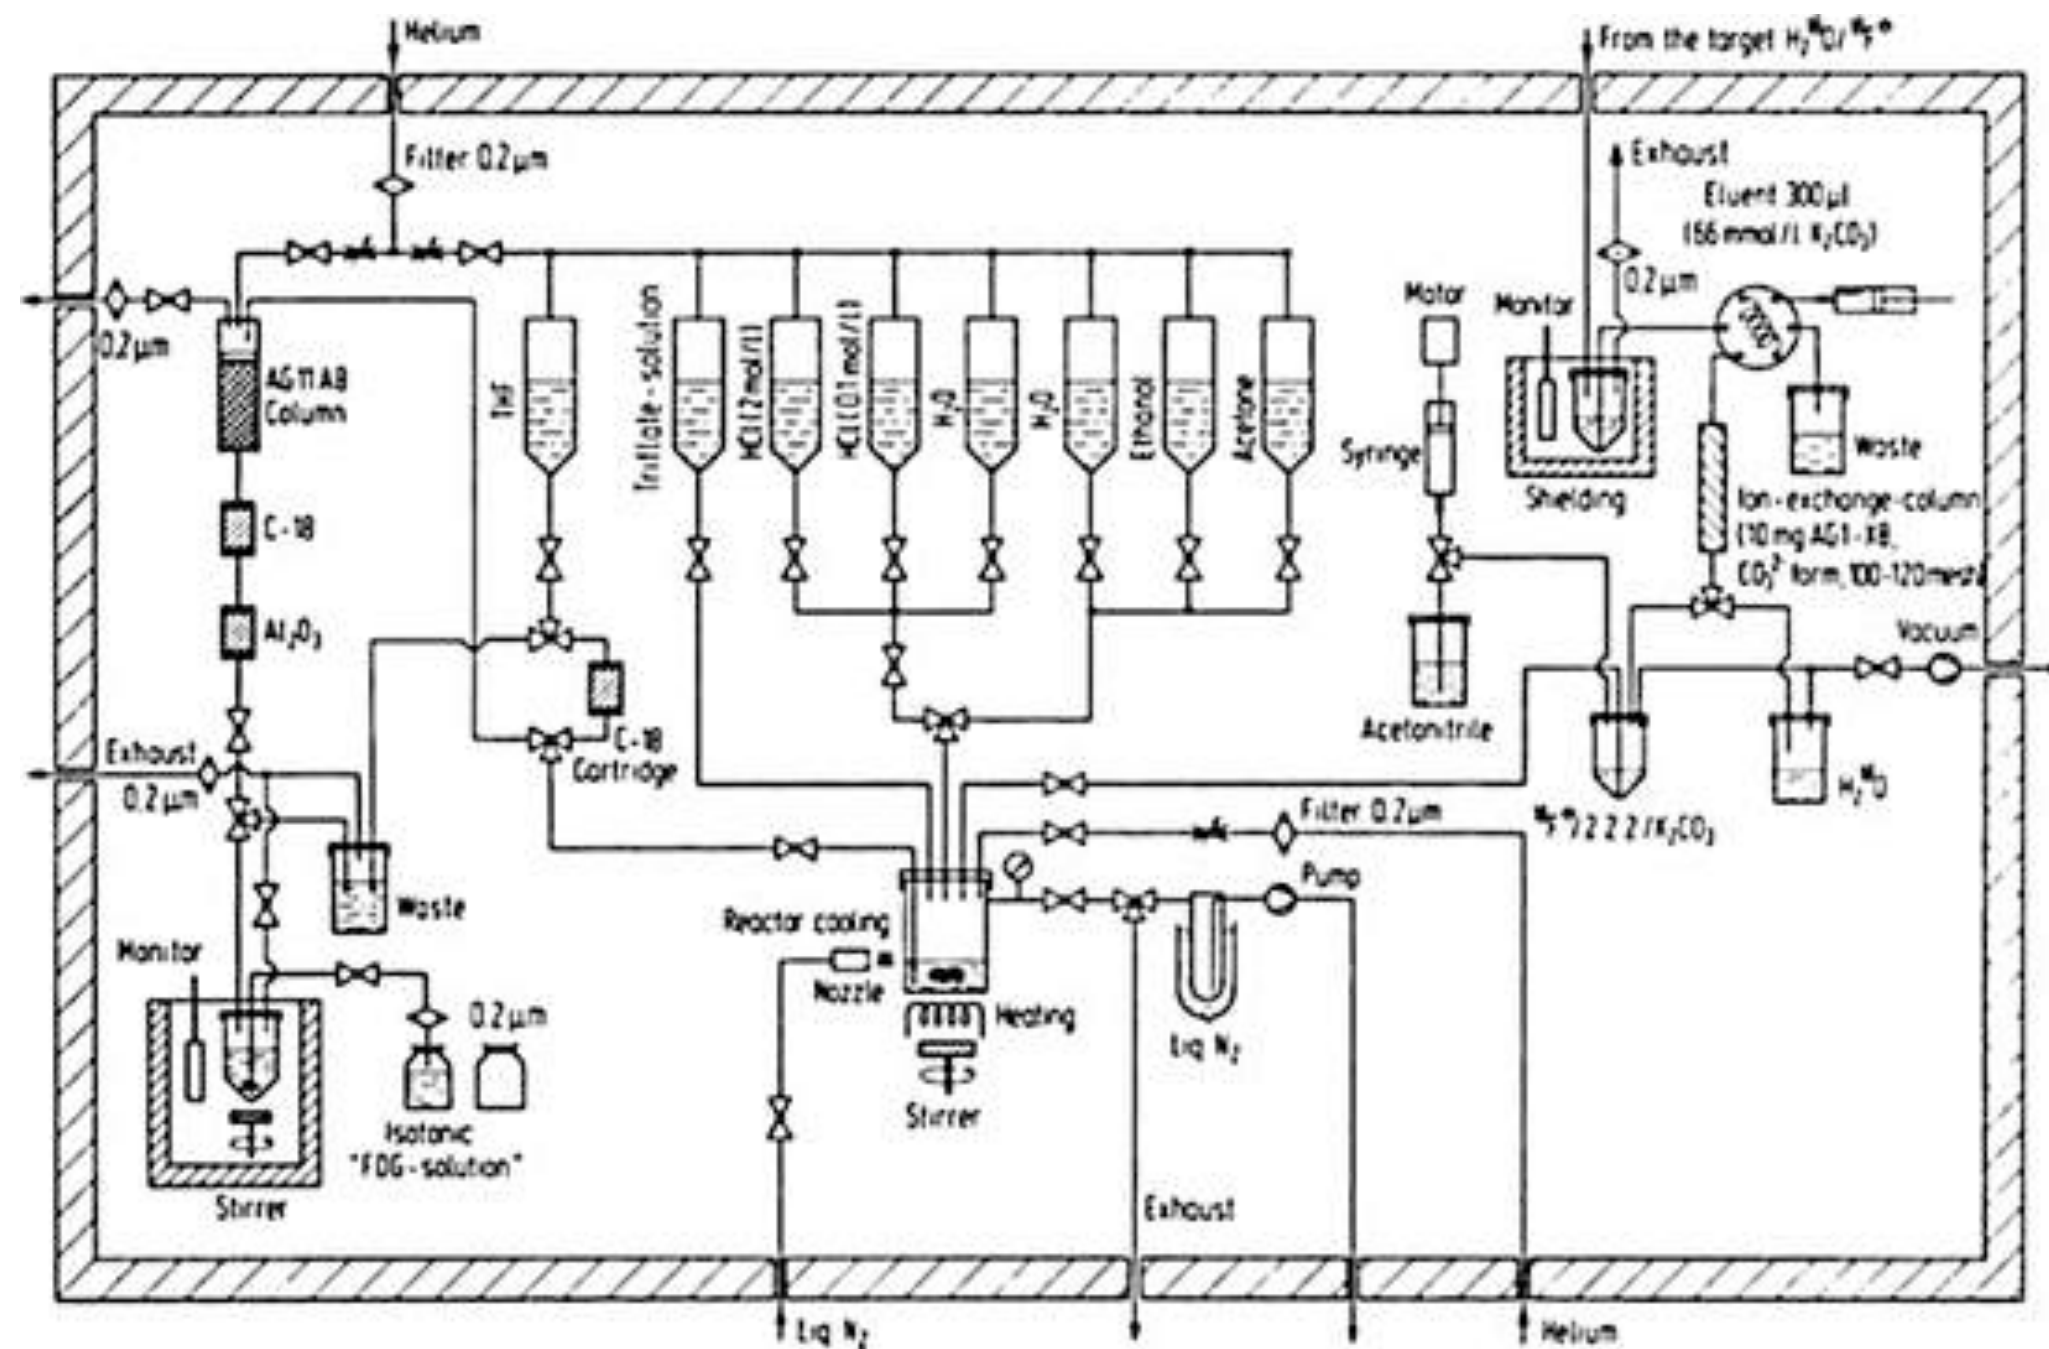 Helium
From the target H₂¹⁸O/¹⁸F⁻
Filter 0.2 µm
Exhaust
Eluent 300 µl
(66 mmol/L K₂CO₃)
0.2 µm
Motor
Monitor
0.2 µm
AG11A8
Column
THF
Triflate-solution
HCl (2 mol/L)
HCl (0.1 mol/L)
H₂O
H₂O
Ethanol
Acetone
Syringe
Waste
Shielding
Ion-exchange-column
(10 mg AG1-X8,
CO₃²⁻ form, 100-120 mesh)
C-18
Al₂O₃
Vacuum
C-18
Cartridge
Acetonitrile
Exhaust
0.2 µm
H₂¹⁸O
Filter 0.2 µm
¹⁸F⁻/222/K₂CO₃
Waste
Pump
Reactor cooling
Nozzle
Monitor
0.2 µm
Heating
Liq N₂
Stirrer
Isotonic
"FDG-solution"
Stirrer
Exhaust
Liq N₂
Helium